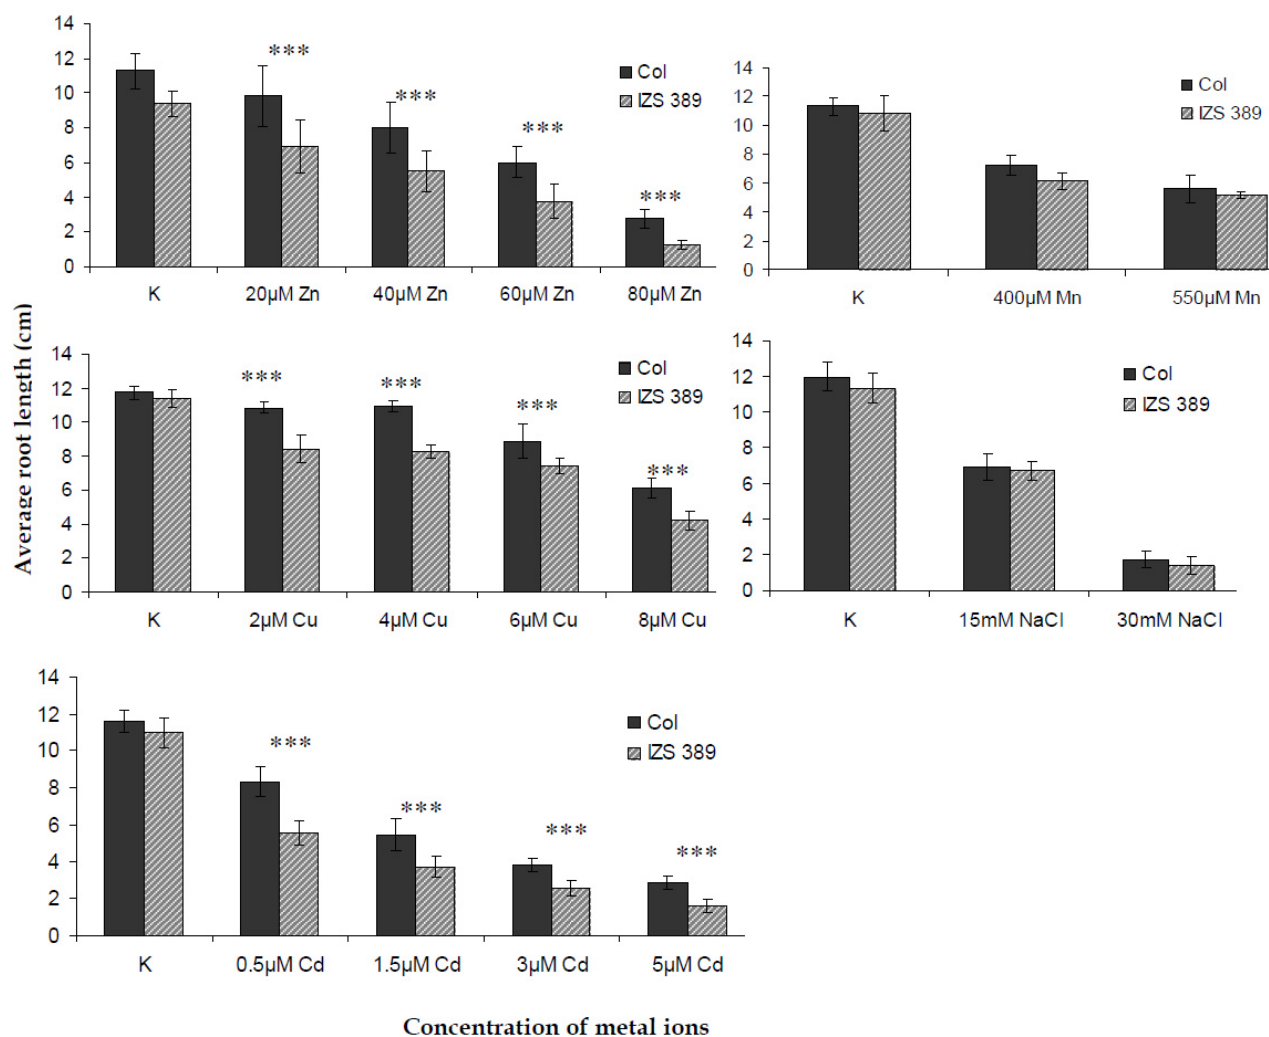 14
12
10
8
6
4
2
0
***
***
***
***
Col
IZS 389
K
20µM Zn
40µM Zn
60µM Zn
80µM Zn
14
12
10
8
6
4
2
0
Col
IZS 389
K
400µM Mn
550µM Mn
Average root length (cm)
14
12
10
8
6
4
2
0
***
***
***
***
Col
IZS 389
K
2µM Cu
4µM Cu
6µM Cu
8µM Cu
14
12
10
8
6
4
2
0
Col
IZS 389
K
15mM NaCl
30mM NaCl
14
12
10
8
6
4
2
0
***
***
***
***
Col
IZS 389
K
0.5µM Cd
1.5µM Cd
3µM Cd
5µM Cd
Concentration of metal ions